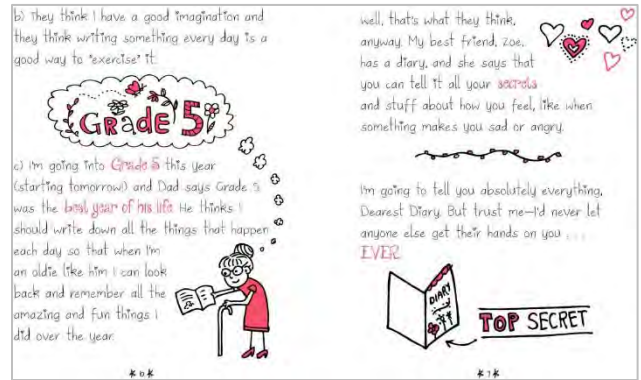 b) They think I have a good imagination and
they think writing something every day is a
good way to "exercise" it.
GRaDE 5
c) I'm going into Grade 5 this year
(starting tomorrow) and Dad says Grade 5
was the best year of his life. He thinks I
should write down all the things that happen
each day so that when I'm
an oldie like him I can look
back and remember all the
amazing and fun things I
did over the year.
6
well, that's what they think,
anyway. My best friend, Zoe,
has a diary, and she says that
you can tell it all your secrets
and stuff about how you feel, like when
something makes you sad or angry.
I'm going to tell you absolutely everything,
Dearest Diary. But trust me—I'd never let
anyone else get their hands on you . . .
EVER.
DIARY
TOP SECRET
7